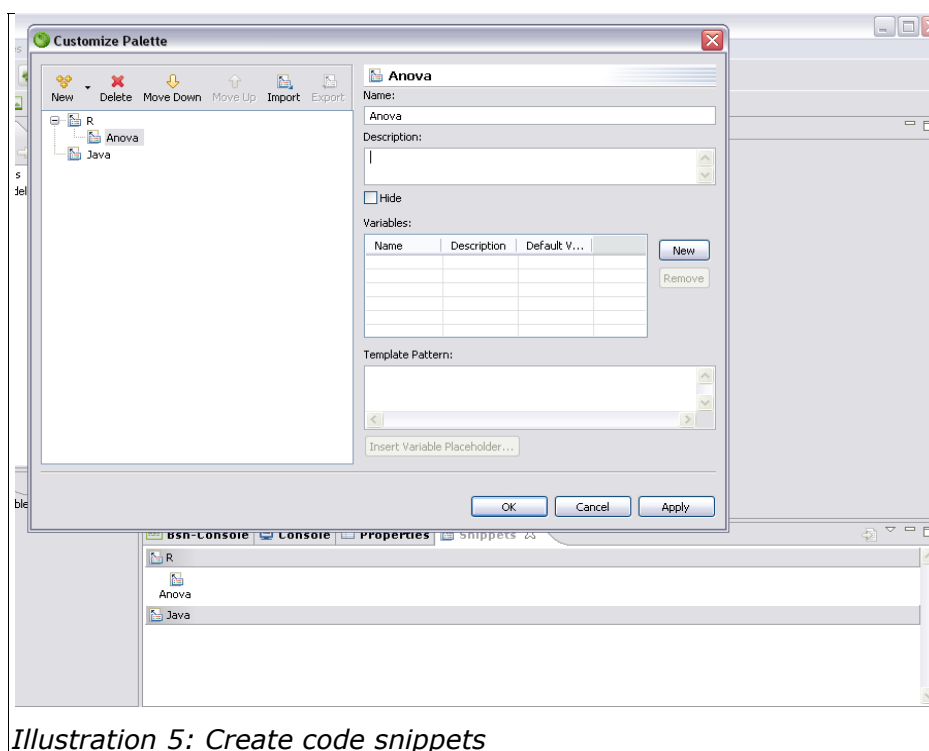 Customize Palette
New Delete Move Down Move Up Import Export
R
Anova
Java
Anova
Name:
Anova
Description:
Hide
Variables:
Name Description Default V...
New
Remove
Template Pattern:
Insert Variable Placeholder...
OK Cancel Apply
Bsh-Console Console Properties Snippets
R
Anova
Java
Illustration 5: Create code snippets